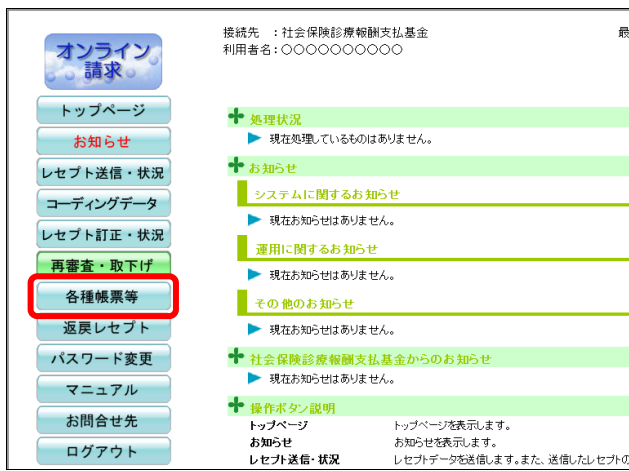 接続先　：社会保険診療報酬支払基金
最
利用者名：〇〇〇〇〇〇〇〇〇〇
オンライン
請求
トップページ
お知らせ
レセプト送信・状況
コーディングデータ
レセプト訂正・状況
再審査・取下げ
各種帳票等
返戻レセプト
パスワード変更
マニュアル
お問合せ先
ログアウト
処理状況
現在処理しているものはありません。
お知らせ
システムに関するお知らせ
現在お知らせはありません。
運用に関するお知らせ
現在お知らせはありません。
その他のお知らせ
現在お知らせはありません。
社会保険診療報酬支払基金からのお知らせ
現在お知らせはありません。
操作ボタン説明
トップページ　トップページを表示します。
お知らせ　お知らせを表示します。
レセプト送信・状況　レセプトデータを送信します。また、送信したレセプトの